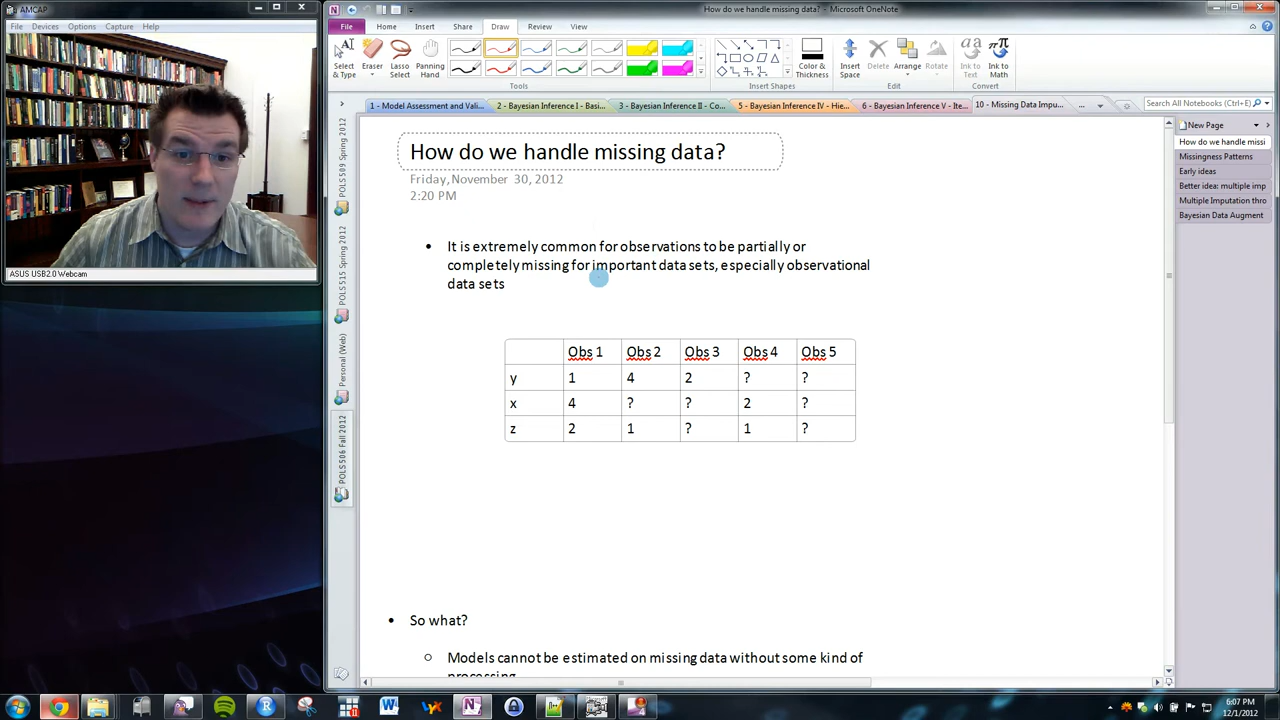 AMCAP
File Devices Options Capture Help
ASUS USB2.0 Webcam
How do we handle missing data? - Microsoft OneNote
File Home Insert Share Draw Review View
Select & Type
Eraser
Lasso Select
Panning Hand
Tools
Insert Shapes
Color & Thickness
Insert Space
Delete
Arrange
Rotate
Edit
Ink to Text
Ink to Math
Convert
1 - Model Assessment and Vali... 2 - Bayesian Inference I - Basi... 3 - Bayesian Inference II - Co... 5 - Bayesian Inference IV - Hie... 6 - Bayesian Inference V - Ite... 10 - Missing Data Impu... ...
Search All Notebooks (Ctrl+E)
POLS 509 Spring 2012
POLS 515 Spring 2012
Personal (Web)
POLS 506 Fall 2012
How do we handle missing data?
Friday, November 30, 2012
2:20 PM
• It is extremely common for observations to be partially or
completely missing for important data sets, especially observational
data sets
Obs 1 Obs 2 Obs 3 Obs 4 Obs 5
y 1 4 2 ? ?
x 4 ? ? 2 ?
z 2 1 ? 1 ?
• So what?
○ Models cannot be estimated on missing data without some kind of
processing
New Page
How do we handle missi
Missingness Patterns
Early ideas
Better idea: multiple imp
Multiple Imputation thro
Bayesian Data Augment
6:07 PM
12/1/2012